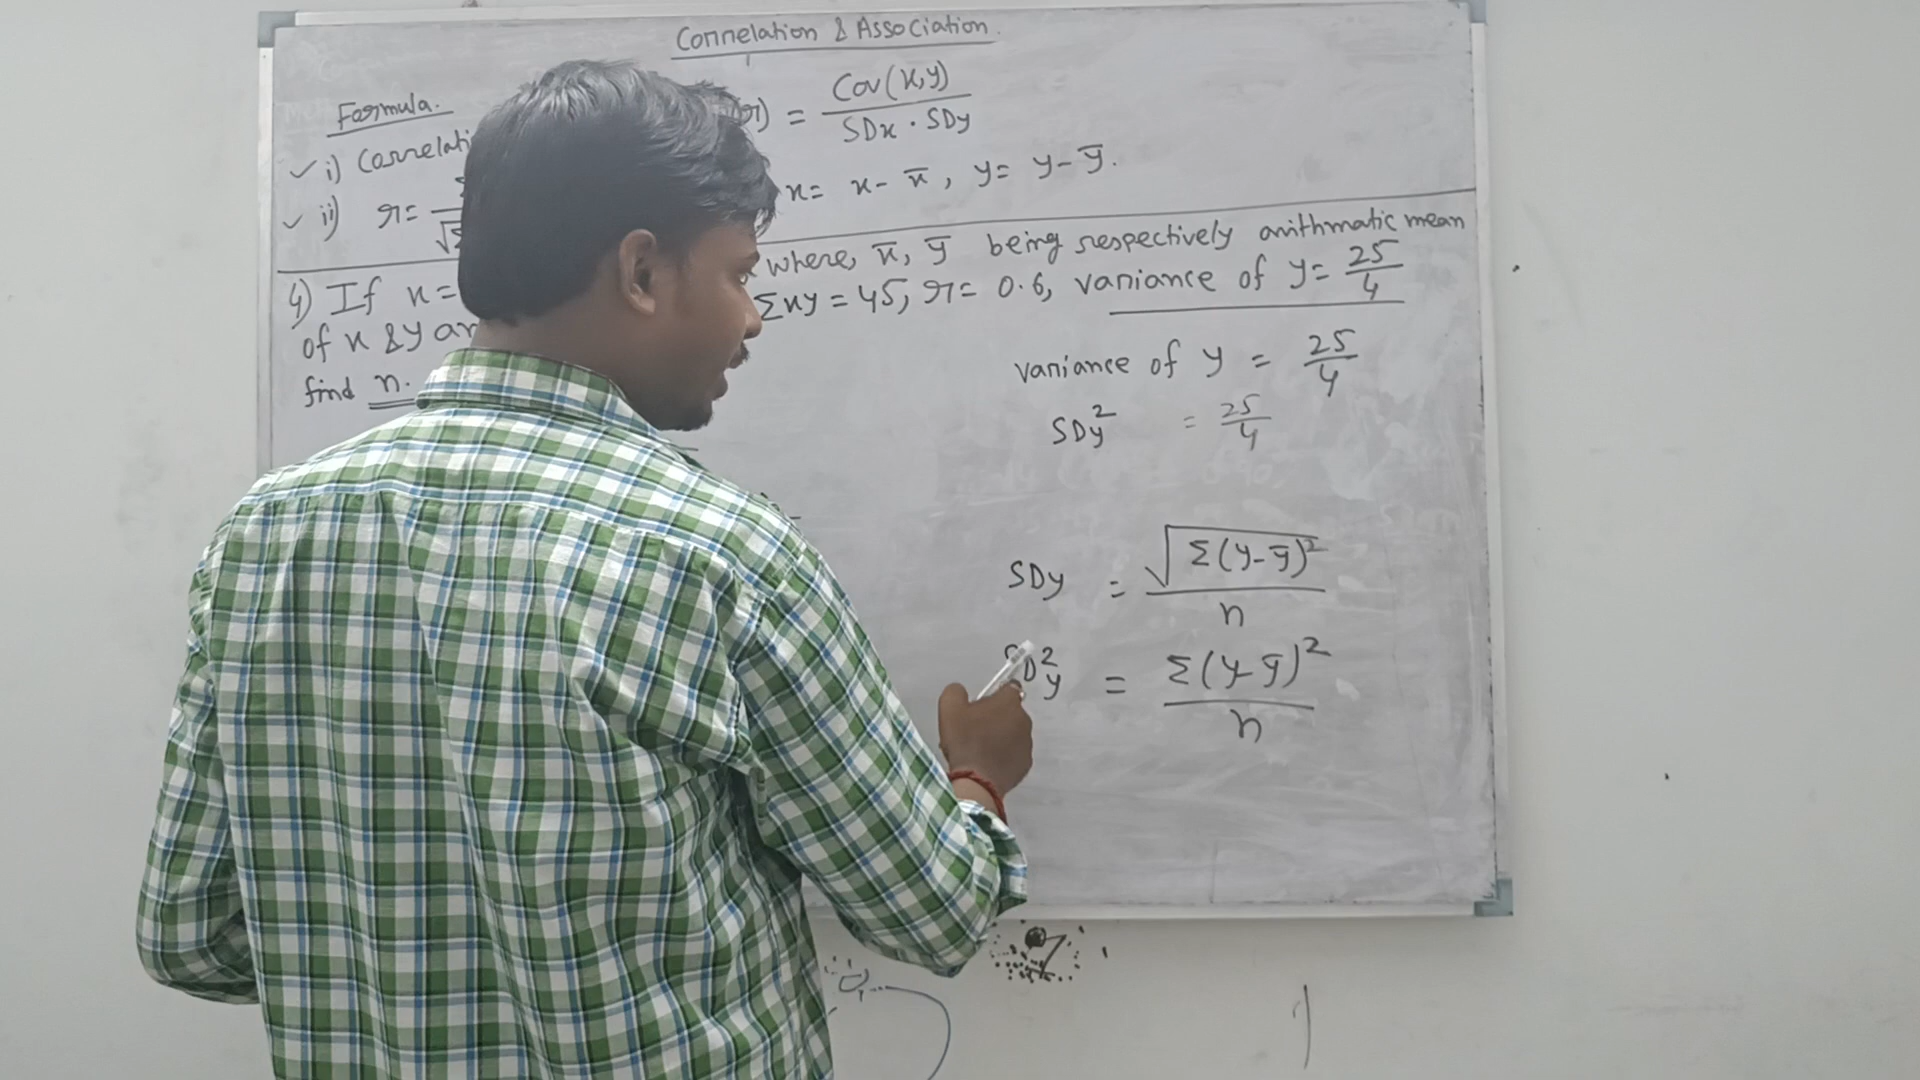 Correlation & Association.
Formula.
✓ i) Correlati r) = Cov(x,y) / SDx · SDy
✓ ii) r = √ x = x - x̄, y = y - ȳ.
4) If x = where, x̄, ȳ being respectively arithmatic mean
of x & y ar Σxy = 45, r = 0.6, variance of y = 25/4
find n.
variance of y = 25/4
SDy² = 25/4
SDy = √Σ(y-ȳ)² / n
SDy² = Σ(y-ȳ)² / n